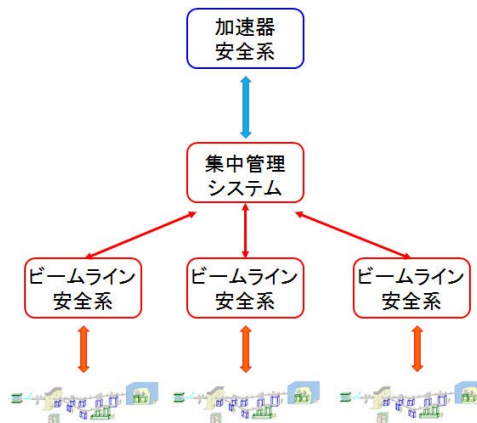 加速器
安全系
集中管理
システム
ビームライン
安全系
ビームライン
安全系
ビームライン
安全系